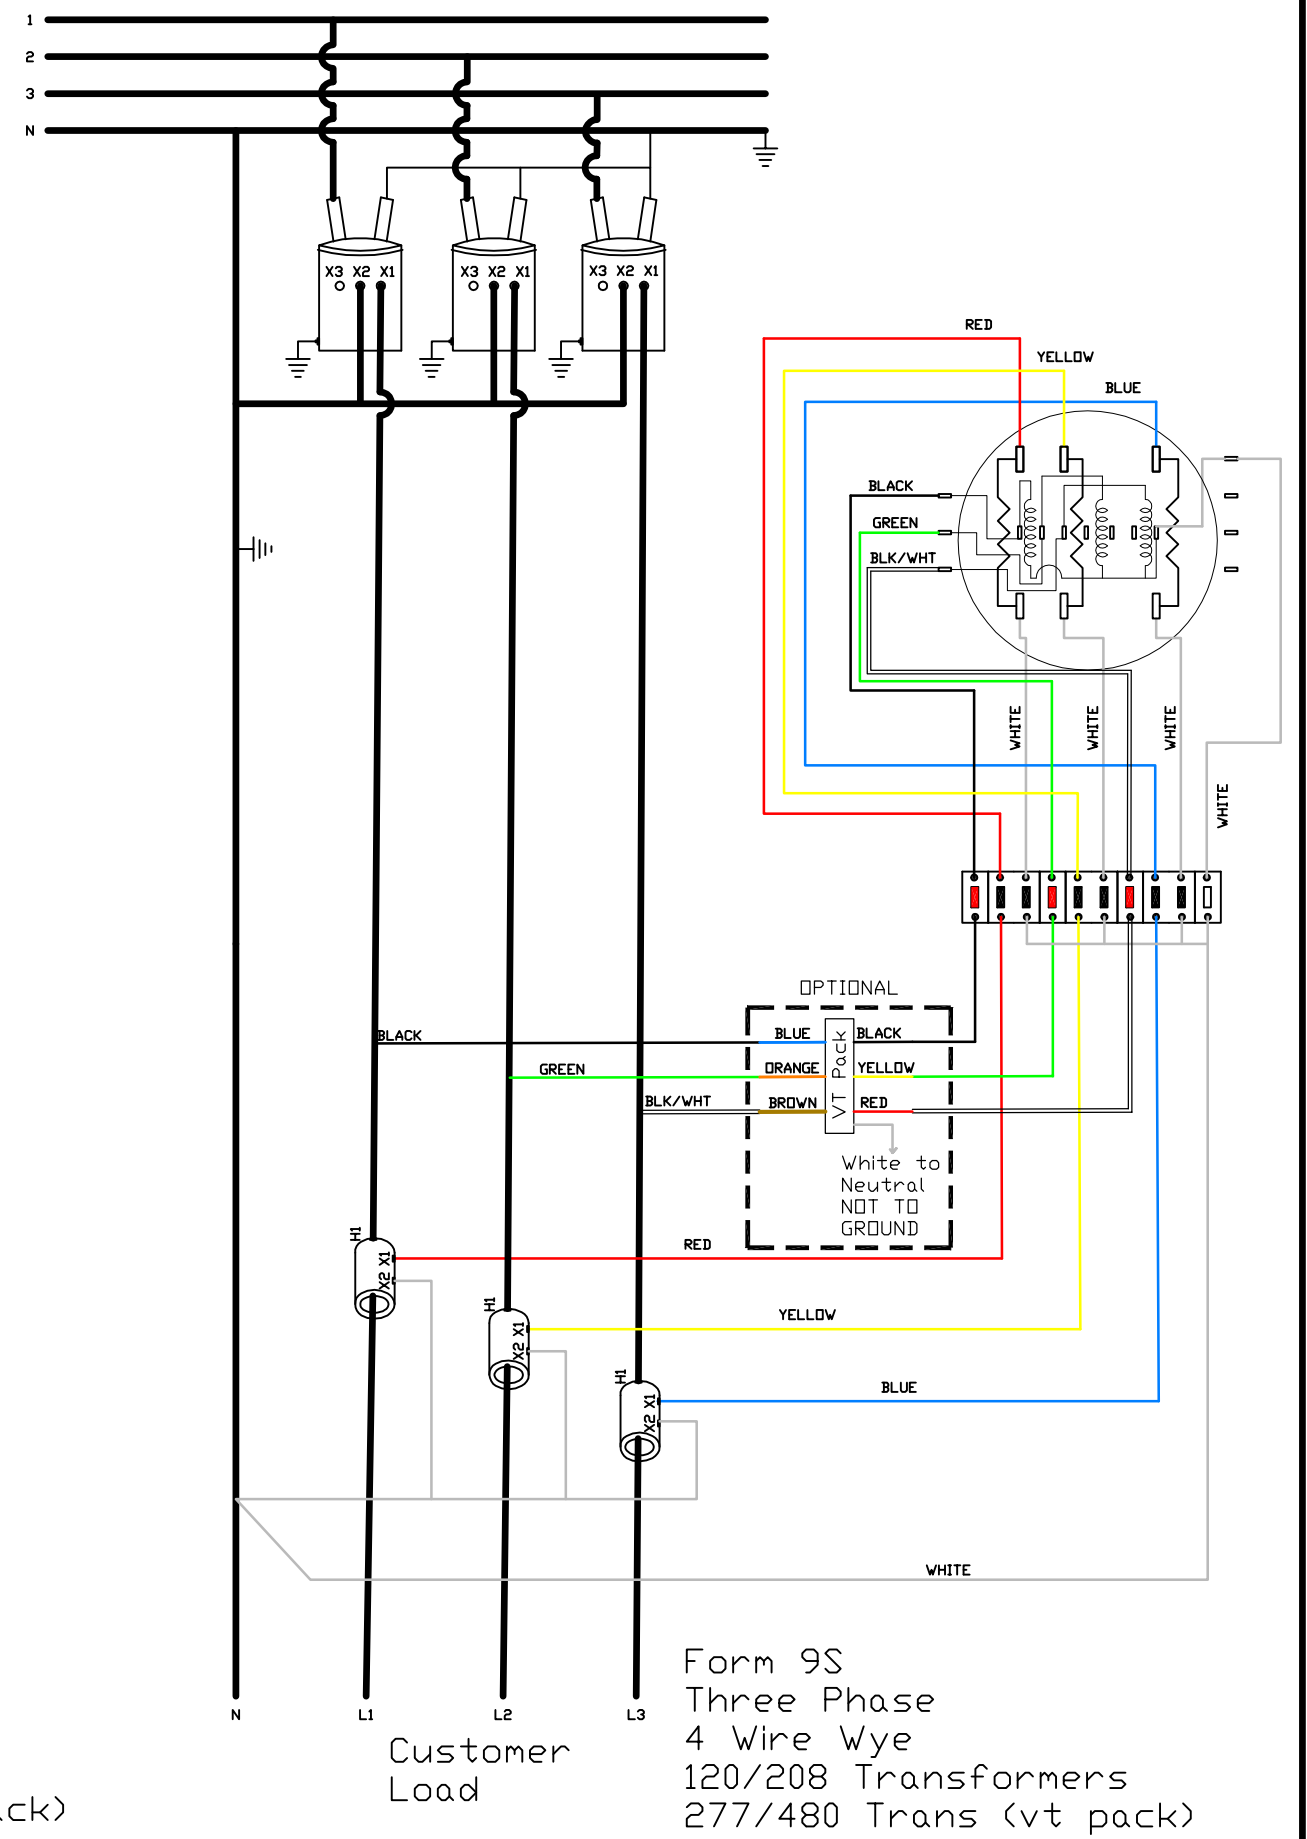 1
2
3
N
X3 X2 X1
X3 X2 X1
X3 X2 X1
RED
YELLOW
BLUE
BLACK
GREEN
BLK/WHT
WHITE
WHITE
WHITE
WHITE
OPTIONAL
BLACK
BLUE
BLACK
GREEN
ORANGE
YELLOW
BLK/WHT
BROWN
RED
VT Pack
White to
Neutral
NOT TO
GROUND
H1
X2 X1
RED
H1
X2 X1
YELLOW
H1
X2 X1
BLUE
WHITE
N
L1
L2
L3
Customer
Load
Form 9S
Three Phase
4 Wire Wye
120/208 Transformers
277/480 Trans (vt pack)
ck)